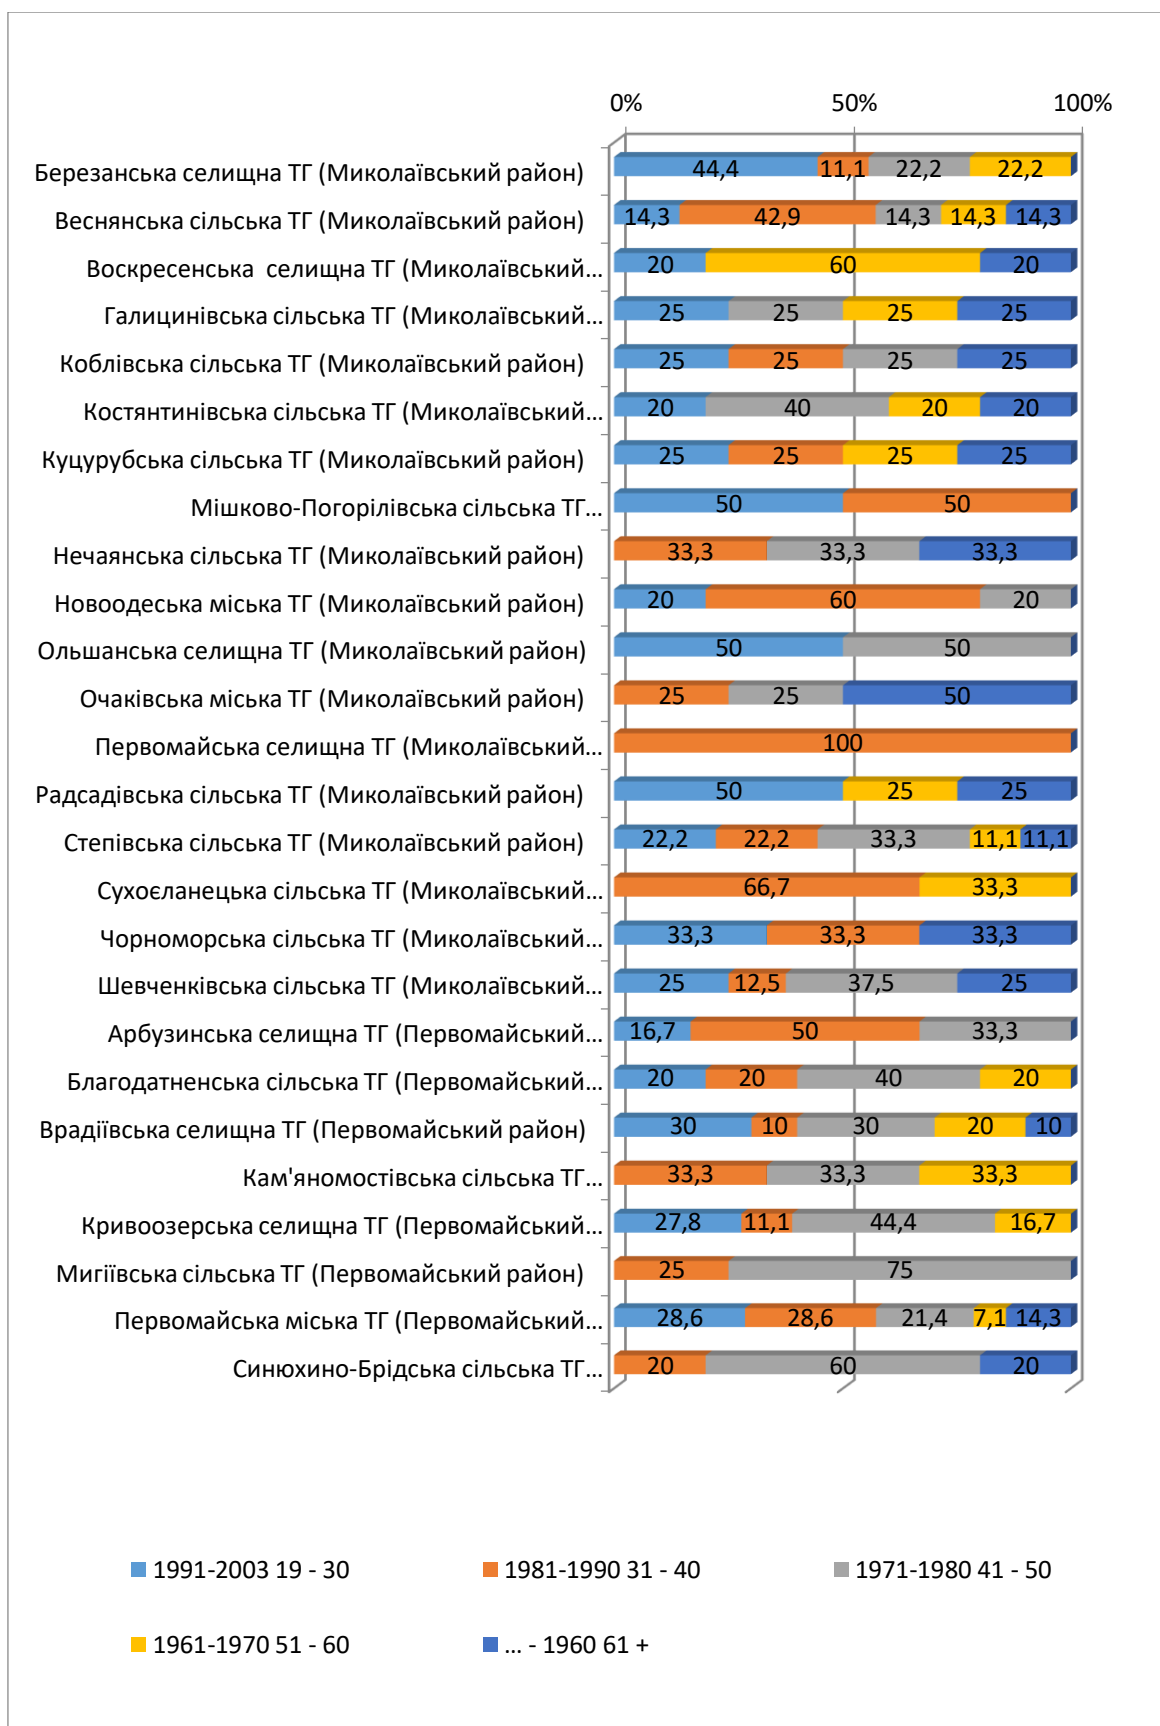 0% 50% 100%
Березанська селищна ТГ (Миколаївський район) 44,4 11,1 22,2 22,2
Веснянська сільська ТГ (Миколаївський район) 14,3 42,9 14,3 14,3 14,3
Воскресенська селищна ТГ (Миколаївський... 20 60 20
Галицинівська сільська ТГ (Миколаївський... 25 25 25 25
Коблівська сільська ТГ (Миколаївський район) 25 25 25 25
Костянтинівська сільська ТГ (Миколаївський... 20 40 20 20
Куцурубська сільська ТГ (Миколаївський район) 25 25 25 25
Мішково-Погорілівська сільська ТГ... 50 50
Нечаянська сільська ТГ (Миколаївський район) 33,3 33,3 33,3
Новоодеська міська ТГ (Миколаївський район) 20 60 20
Ольшанська селищна ТГ (Миколаївський район) 50 50
Очаківська міська ТГ (Миколаївський район) 25 25 50
Первомайська селищна ТГ (Миколаївський... 100
Радсадівська сільська ТГ (Миколаївський район) 50 25 25
Степівська сільська ТГ (Миколаївський район) 22,2 22,2 33,3 11,1 11,1
Сухоєланецька сільська ТГ (Миколаївський... 66,7 33,3
Чорноморська сільська ТГ (Миколаївський... 33,3 33,3 33,3
Шевченківська сільська ТГ (Миколаївський... 25 12,5 37,5 25
Арбузинська селищна ТГ (Первомайський... 16,7 50 33,3
Благодатненська сільська ТГ (Первомайський... 20 20 40 20
Врадіївська селищна ТГ (Первомайський район) 30 10 30 20 10
Кам'яномостівська сільська ТГ... 33,3 33,3 33,3
Кривоозерська селищна ТГ (Первомайський... 27,8 11,1 44,4 16,7
Мигіївська сільська ТГ (Первомайський район) 25 75
Первомайська міська ТГ (Первомайський... 28,6 28,6 21,4 7,1 14,3
Синюхино-Брідська сільська ТГ... 20 60 20
1991-2003 19 - 30 1981-1990 31 - 40 1971-1980 41 - 50
1961-1970 51 - 60 ... - 1960 61 +